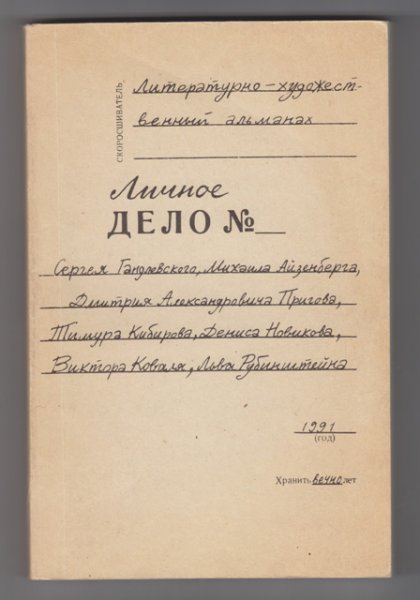 СКОРОСШИВАТЕЛЬ
Литературно-художест-
венный альманах
Личное
ДЕЛО №
Сергея Гандлевского, Михаила Айзенберга,
Дмитрия Александровича Пригова,
Тимура Кибирова, Дениса Новикова,
Виктора Коваля, Льва Рубинштейна
1991
(год)
Хранить вечно лет